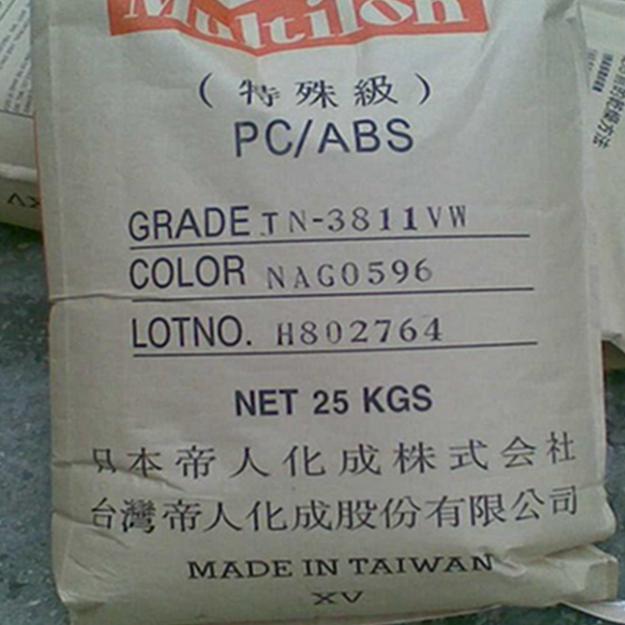 Multilon
(特殊級)
PC/ABS
GRADE TN-3811VW
COLOR NAG0596
LOTNO. H802764
NET 25 KGS
日本帝人化成株式会社
台灣帝人化成股份有限公司
MADE IN TAIWAN
XV